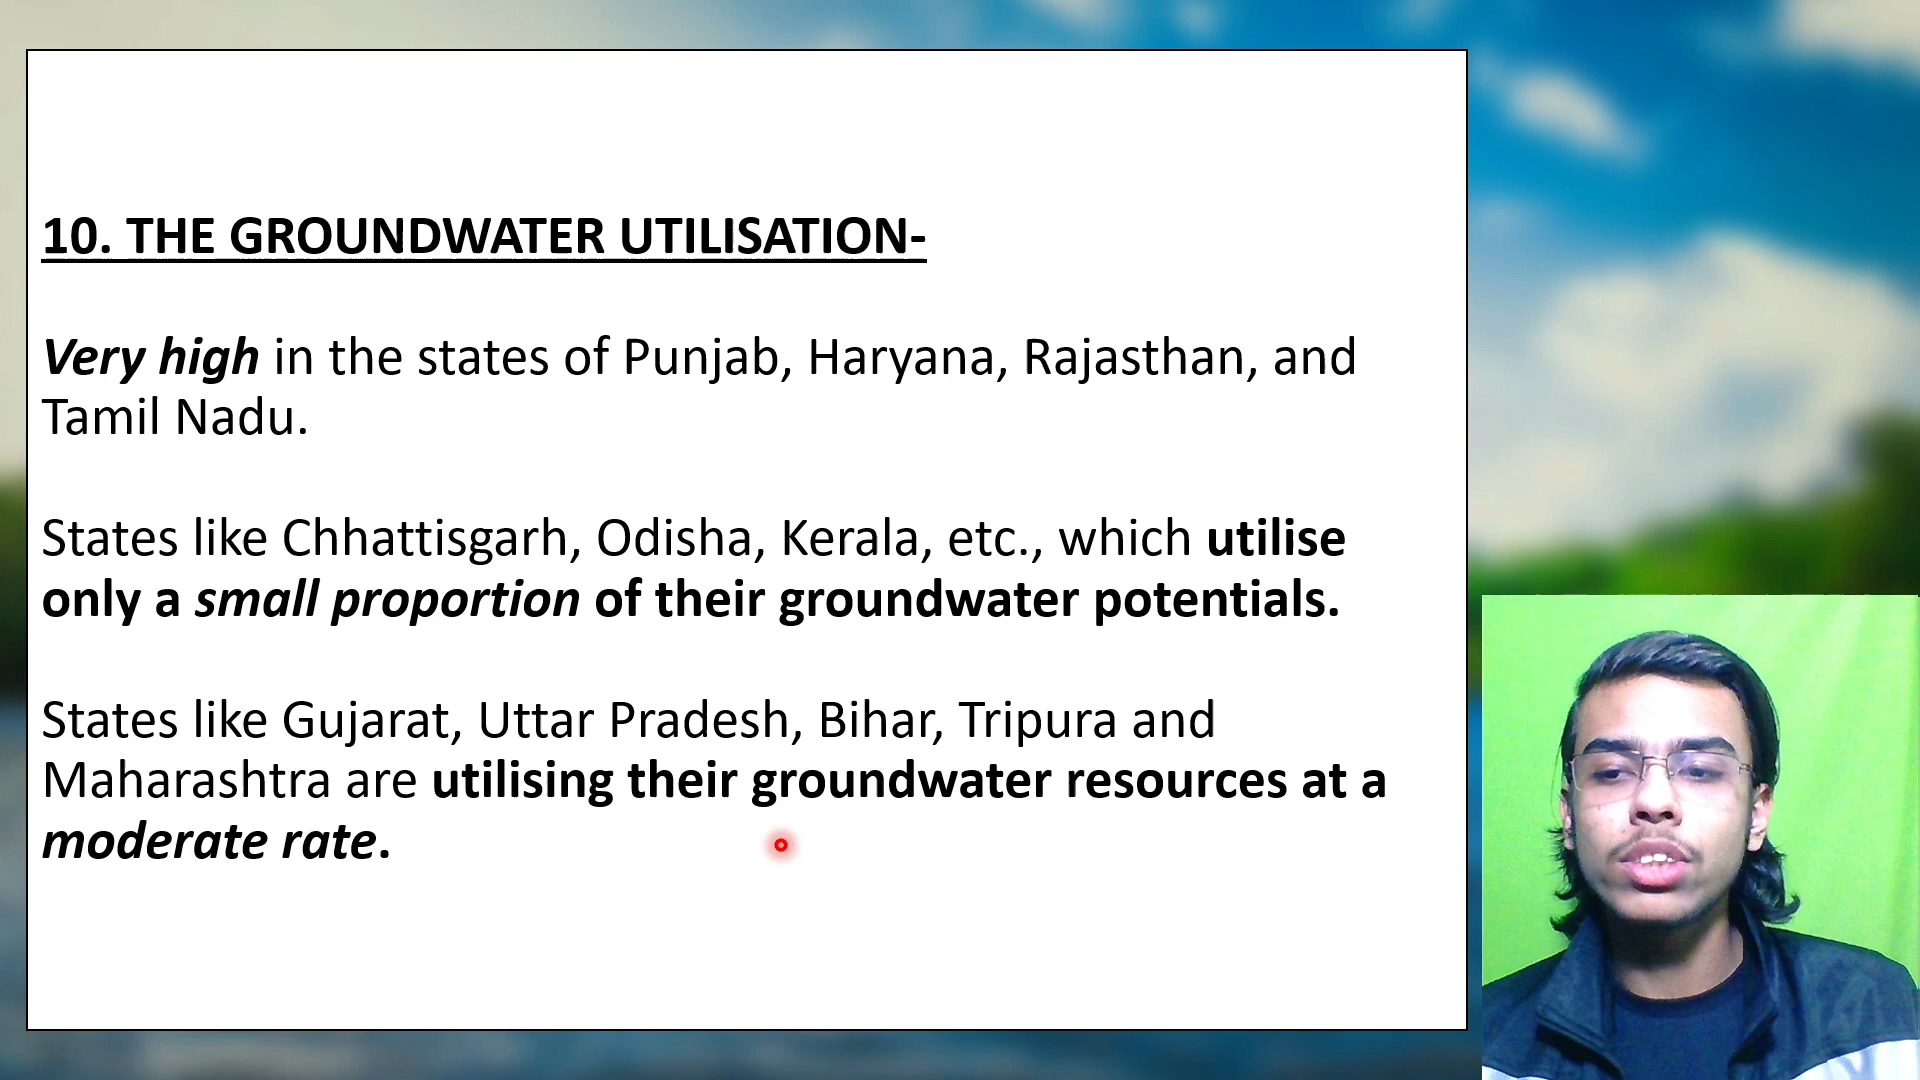 10. THE GROUNDWATER UTILISATION-
Very high in the states of Punjab, Haryana, Rajasthan, and
Tamil Nadu.
States like Chhattisgarh, Odisha, Kerala, etc., which utilise
only a small proportion of their groundwater potentials.
States like Gujarat, Uttar Pradesh, Bihar, Tripura and
Maharashtra are utilising their groundwater resources at a
moderate rate.